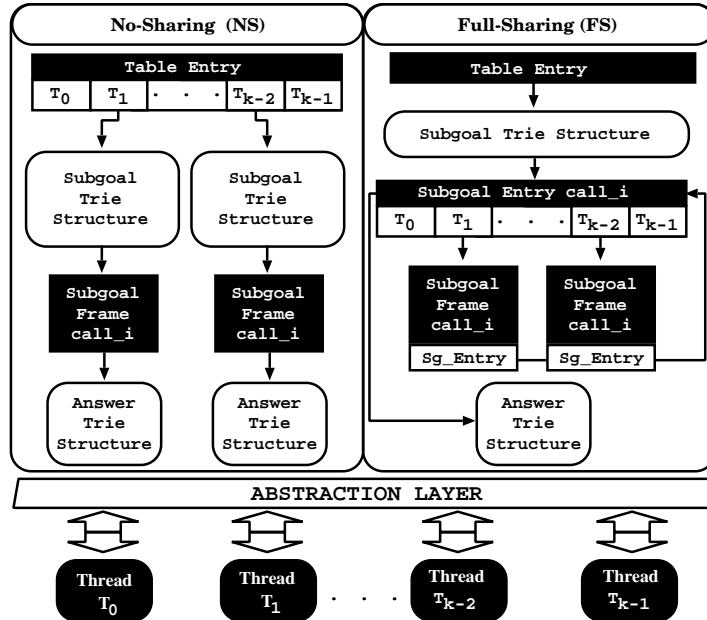 No-Sharing (NS)
Table Entry
T0 T1 . . . Tk-2 Tk-1
Subgoal
Trie
Structure
Subgoal
Trie
Structure
Subgoal
Frame
call_i
Subgoal
Frame
call_i
Answer
Trie
Structure
Answer
Trie
Structure
Full-Sharing (FS)
Table Entry
Subgoal Trie Structure
Subgoal Entry call_i
T0 T1 . . . Tk-2 Tk-1
Subgoal
Frame
call_i
Sg_Entry
Subgoal
Frame
call_i
Sg_Entry
Answer
Trie
Structure
ABSTRACTION LAYER
Thread
T0
Thread
T1
. . .
Thread
Tk-2
Thread
Tk-1